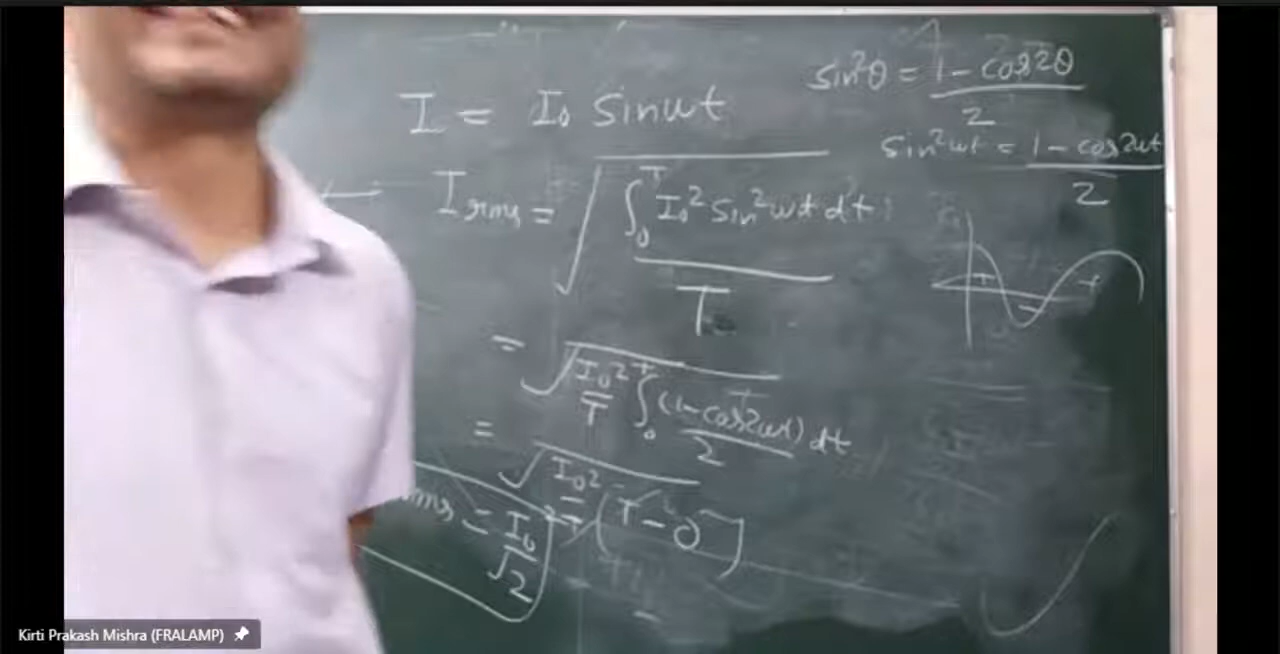 I = I₀ sinωt
sin²θ = (1 - cos2θ)/2
sin²ωt = (1 - cos2ωt)/2
I rms = √(∫₀ᵀ I₀² sin²ωt dt / T)
= √(I₀²/T ∫₀ᵀ (1-cos2ωt)/2 dt)
= √(I₀²/2T [T-0])
ms = I₀/√2
Kirti Prakash Mishra (FRALAMP)